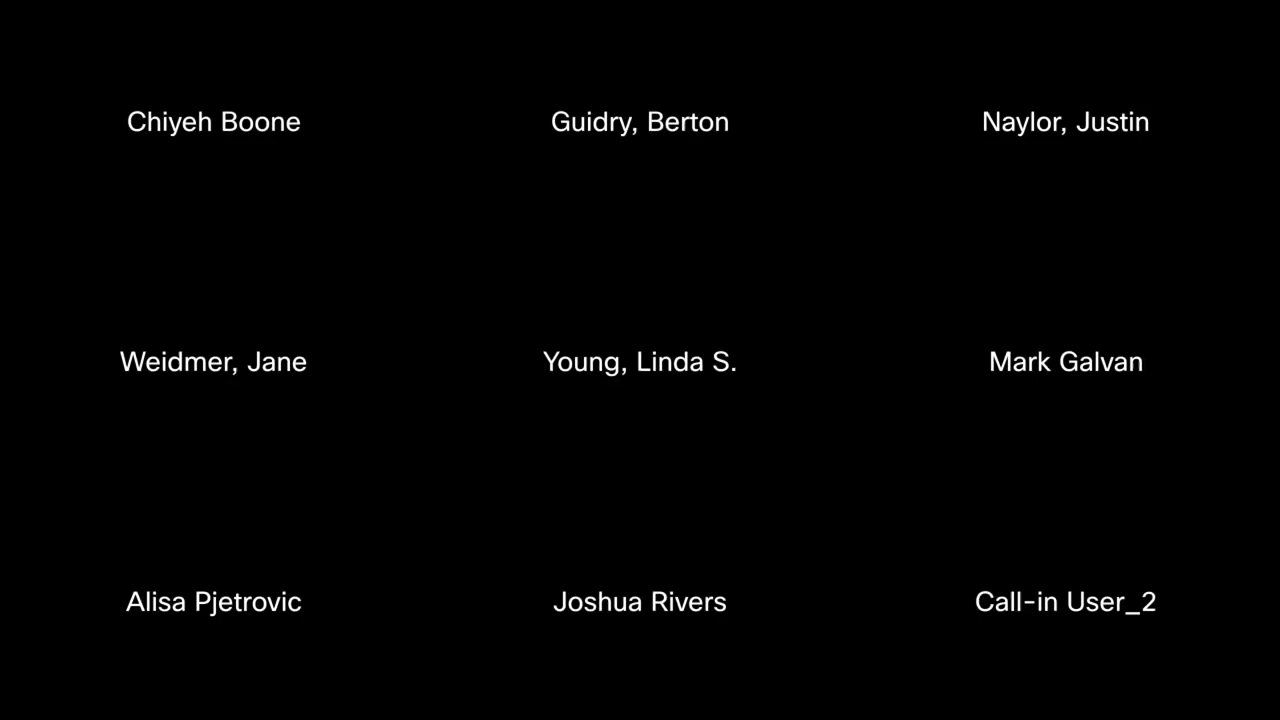 Chiyeh Boone
Guidry, Berton
Naylor, Justin
Weidmer, Jane
Young, Linda S.
Mark Galvan
Alisa Pjetrovic
Joshua Rivers
Call-in User_2